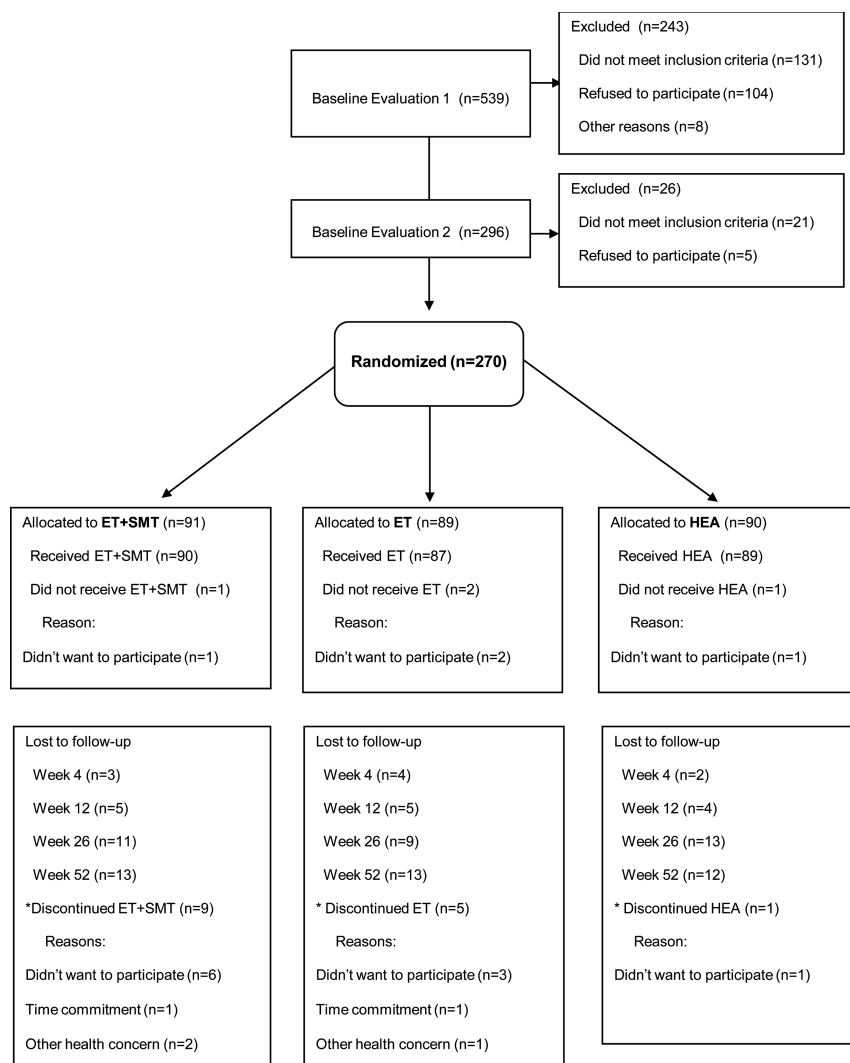 Excluded (n=243)
Did not meet inclusion criteria (n=131)
Refused to participate (n=104)
Other reasons (n=8)
Baseline Evaluation 1 (n=539)
Excluded (n=26)
Did not meet inclusion criteria (n=21)
Refused to participate (n=5)
Baseline Evaluation 2 (n=296)
Randomized (n=270)
Allocated to ET+SMT (n=91)
Received ET+SMT (n=90)
Did not receive ET+SMT (n=1)
Reason:
Didn't want to participate (n=1)
Allocated to ET (n=89)
Received ET (n=87)
Did not receive ET (n=2)
Reason:
Didn't want to participate (n=2)
Allocated to HEA (n=90)
Received HEA (n=89)
Did not receive HEA (n=1)
Reason:
Didn't want to participate (n=1)
Lost to follow-up
Week 4 (n=3)
Week 12 (n=5)
Week 26 (n=11)
Week 52 (n=13)
*Discontinued ET+SMT (n=9)
Reasons:
Didn't want to participate (n=6)
Time commitment (n=1)
Other health concern (n=2)
Lost to follow-up
Week 4 (n=4)
Week 12 (n=5)
Week 26 (n=9)
Week 52 (n=13)
* Discontinued ET (n=5)
Reasons:
Didn't want to participate (n=3)
Time commitment (n=1)
Other health concern (n=1)
Lost to follow-up
Week 4 (n=2)
Week 12 (n=4)
Week 26 (n=13)
Week 52 (n=12)
* Discontinued HEA (n=1)
Reason:
Didn't want to participate (n=1)